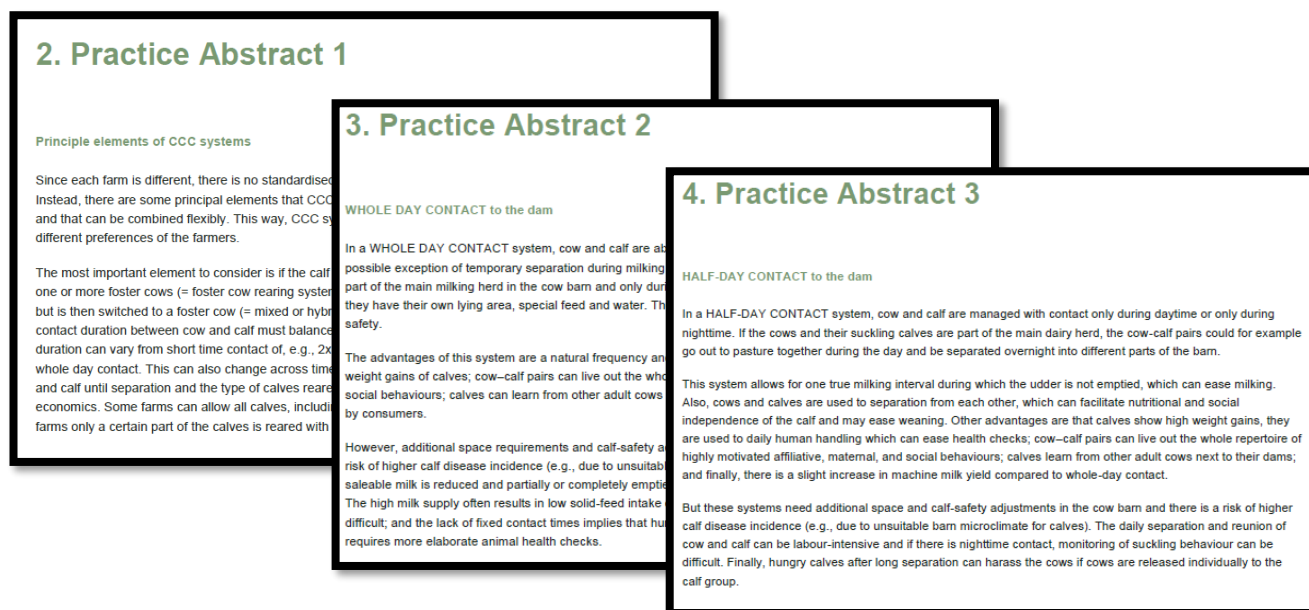 2. Practice Abstract 1
Principle elements of CCC systems
Since each farm is different, there is no standardised
Instead, there are some principal elements that CCC
and that can be combined flexibly. This way, CCC sy
different preferences of the farmers.
The most important element to consider is if the calf
one or more foster cows (= foster cow rearing system
but is then switched to a foster cow (= mixed or hybr
contact duration between cow and calf must balance
duration can vary from short time contact of, e.g., 2x
whole day contact. This can also change across time
and calf until separation and the type of calves reare
economics. Some farms can allow all calves, includi
farms only a certain part of the calves is reared with
3. Practice Abstract 2
WHOLE DAY CONTACT to the dam
In a WHOLE DAY CONTACT system, cow and calf are ab
possible exception of temporary separation during milking
part of the main milking herd in the cow barn and only duri
they have their own lying area, special feed and water. Th
safety.
The advantages of this system are a natural frequency and
weight gains of calves; cow–calf pairs can live out the who
social behaviours; calves can learn from other adult cows
by consumers.
However, additional space requirements and calf-safety ad
risk of higher calf disease incidence (e.g., due to unsuitabl
saleable milk is reduced and partially or completely emptie
The high milk supply often results in low solid-feed intake
difficult; and the lack of fixed contact times implies that hu
requires more elaborate animal health checks.
4. Practice Abstract 3
HALF-DAY CONTACT to the dam
In a HALF-DAY CONTACT system, cow and calf are managed with contact only during daytime or only during
nighttime. If the cows and their suckling calves are part of the main dairy herd, the cow-calf pairs could for example
go out to pasture together during the day and be separated overnight into different parts of the barn.
This system allows for one true milking interval during which the udder is not emptied, which can ease milking.
Also, cows and calves are used to separation from each other, which can facilitate nutritional and social
independence of the calf and may ease weaning. Other advantages are that calves show high weight gains, they
are used to daily human handling which can ease health checks; cow–calf pairs can live out the whole repertoire of
highly motivated affiliative, maternal, and social behaviours; calves learn from other adult cows next to their dams;
and finally, there is a slight increase in machine milk yield compared to whole-day contact.
But these systems need additional space and calf-safety adjustments in the cow barn and there is a risk of higher
calf disease incidence (e.g., due to unsuitable barn microclimate for calves). The daily separation and reunion of
cow and calf can be labour-intensive and if there is nighttime contact, monitoring of suckling behaviour can be
difficult. Finally, hungry calves after long separation can harass the cows if cows are released individually to the
calf group.